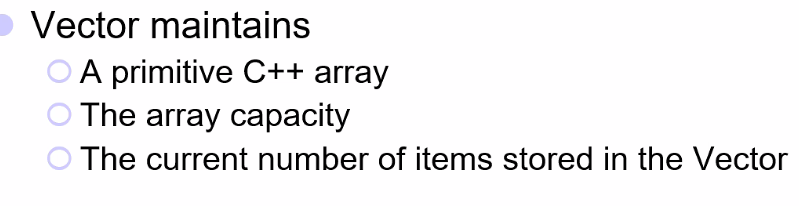 Vector maintains
A primitive C++ array
The array capacity
The current number of items stored in the Vector